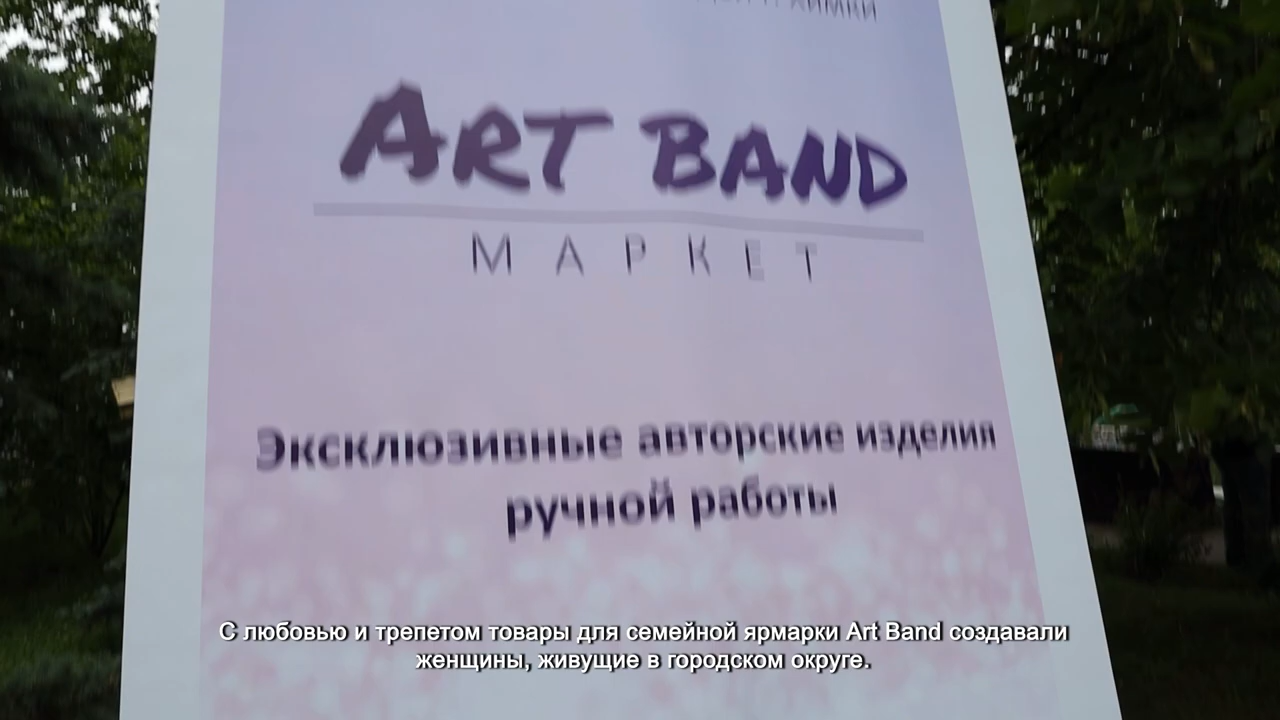 ХИМКИ
ART BAND
МАРКЕТ
Эксклюзивные авторские изделия
ручной работы
С любовью и трепетом товары для семейной ярмарки Art Band создавали
женщины, живущие в городском округе.